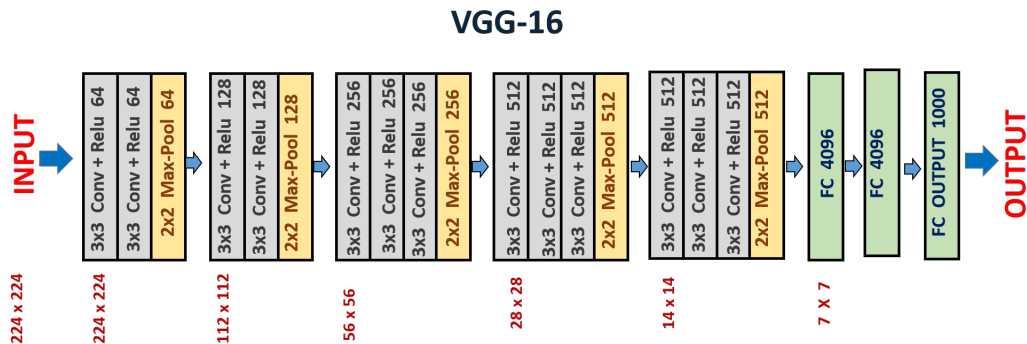 VGG-16
INPUT
3x3 Conv + Relu 64
3x3 Conv + Relu 64
2x2 Max-Pool 64
3x3 Conv + Relu 128
3x3 Conv + Relu 128
2x2 Max-Pool 128
3x3 Conv + Relu 256
3x3 Conv + Relu 256
3x3 Conv + Relu 256
2x2 Max-Pool 256
3x3 Conv + Relu 512
3x3 Conv + Relu 512
3x3 Conv + Relu 512
2x2 Max-Pool 512
3x3 Conv + Relu 512
3x3 Conv + Relu 512
3x3 Conv + Relu 512
2x2 Max-Pool 512
FC 4096
FC 4096
FC OUTPUT 1000
OUTPUT
224 x 224
224 x 224
112 x 112
56 x 56
28 x 28
14 x 14
7 X 7